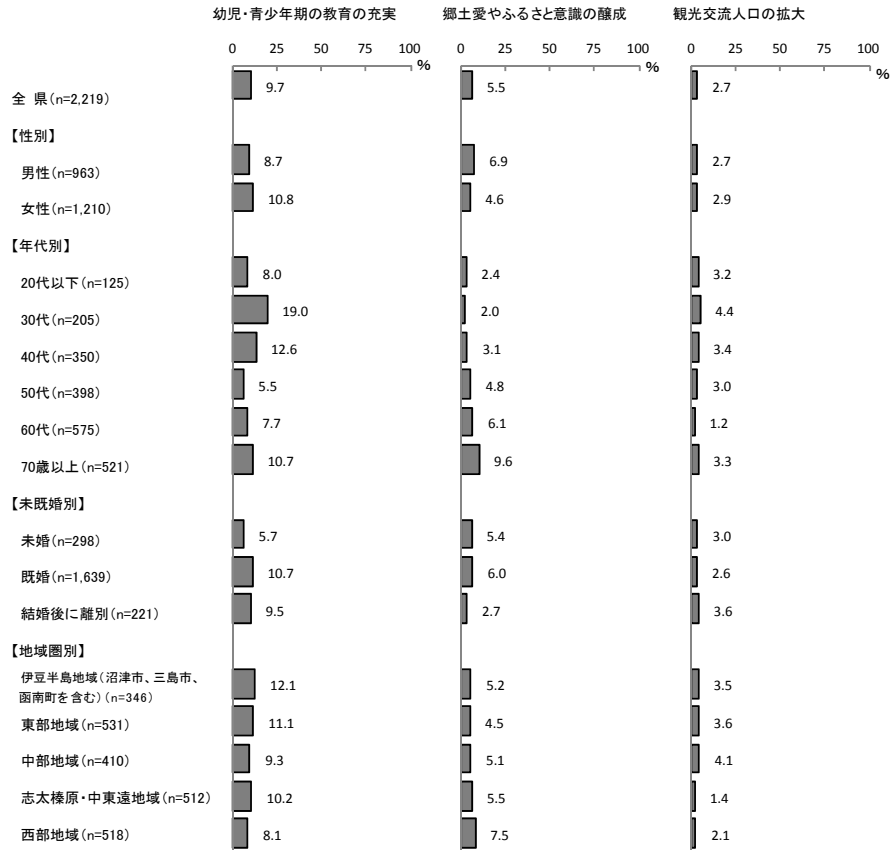 幼児・青少年期の教育の充実 郷土愛やふるさと意識の醸成 観光交流人口の拡大
0 50 100 0 25 50 75 100 0 25 50 75 100
% % %
全 県(n=2,219) 9.7 5.5 2.7
【性別】
男性(n=963) 8.7 6.9 2.7
女性(n=1,210) 10.8 4.6 2.9
【年代別】
20代以下(n=125) 8.0 2.4 3.2
30代(n=205) 19.0 2.0 4.4
40代(n=350) 12.6 3.1 3.4
50代(n=398) 5.5 4.8 3.0
60代(n=575) 7.7 6.1 1.2
70歳以上(n=521) 10.7 9.6 3.3
【未既婚別】
未婚(n=298) 5.7 5.4 3.0
既婚(n=1,639) 10.7 6.0 2.6
結婚後に離別(n=221) 9.5 2.7 3.6
【地域圏別】
伊豆半島地域(沼津市、三島市、
函南町を含む)(n=346) 12.1 5.2 3.5
東部地域(n=531) 11.1 4.5 3.6
中部地域(n=410) 9.3 5.1 4.1
志太榛原・中東遠地域(n=512) 10.2 5.5 1.4
西部地域(n=518) 8.1 7.5 2.1